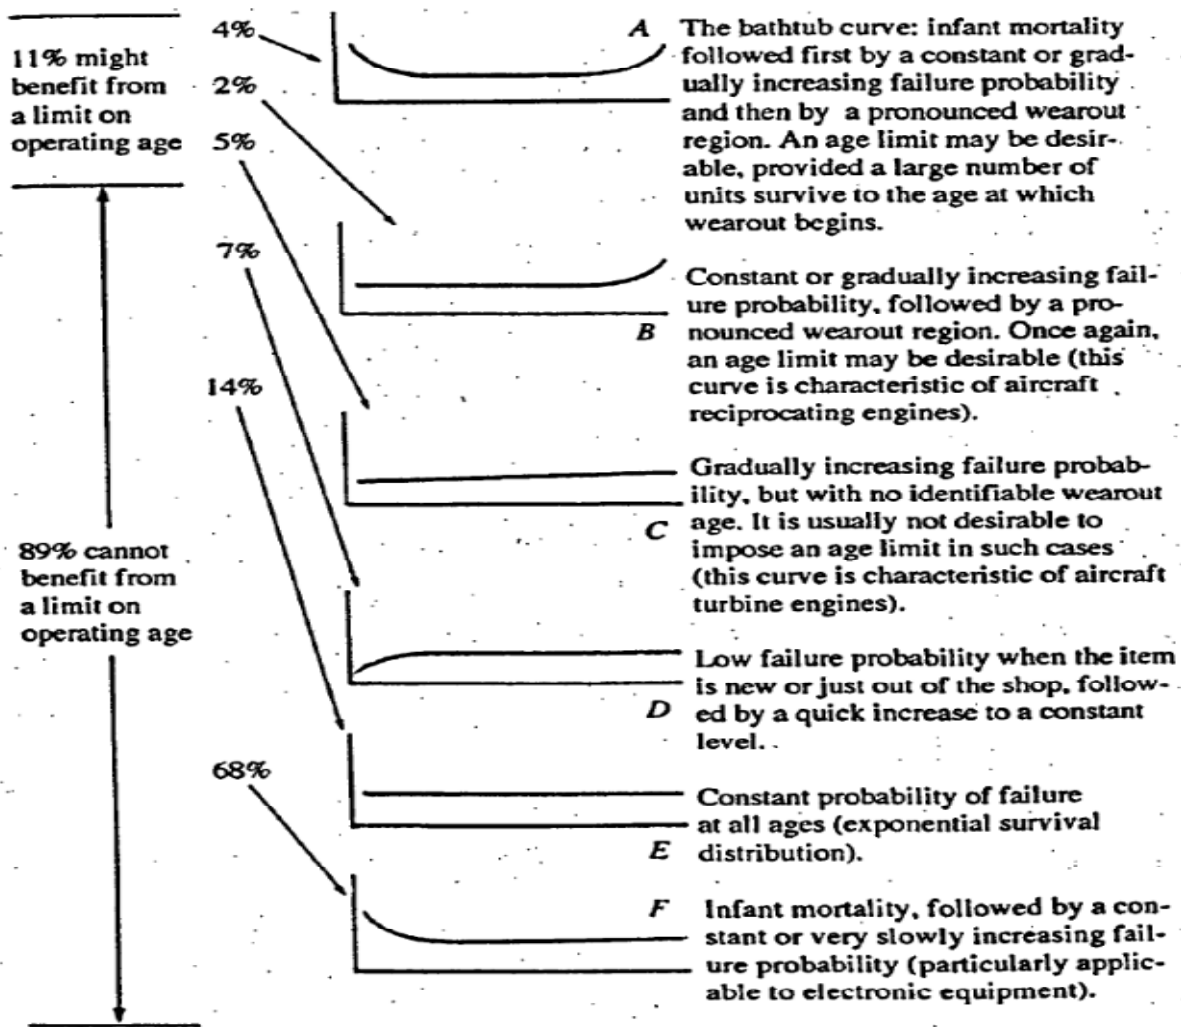 11% might
benefit from
a limit on
operating age
89% cannot
benefit from
a limit on
operating age
4%
2%
5%
7%
14%
68%
A
The bathtub curve: infant mortality
followed first by a constant or grad-
ually increasing failure probability
and then by a pronounced wearout
region. An age limit may be desir-
able, provided a large number of
units survive to the age at which
wearout begins.
B
Constant or gradually increasing fail-
ure probability, followed by a pro-
nounced wearout region. Once again,
an age limit may be desirable (this
curve is characteristic of aircraft
reciprocating engines).
C
Gradually increasing failure probab-
ility, but with no identifiable wearout
age. It is usually not desirable to
impose an age limit in such cases
(this curve is characteristic of aircraft
turbine engines).
D
Low failure probability when the item
is new or just out of the shop, follow-
ed by a quick increase to a constant
level.
E
Constant probability of failure
at all ages (exponential survival
distribution).
F
Infant mortality, followed by a con-
stant or very slowly increasing fail-
ure probability (particularly applic-
able to electronic equipment).